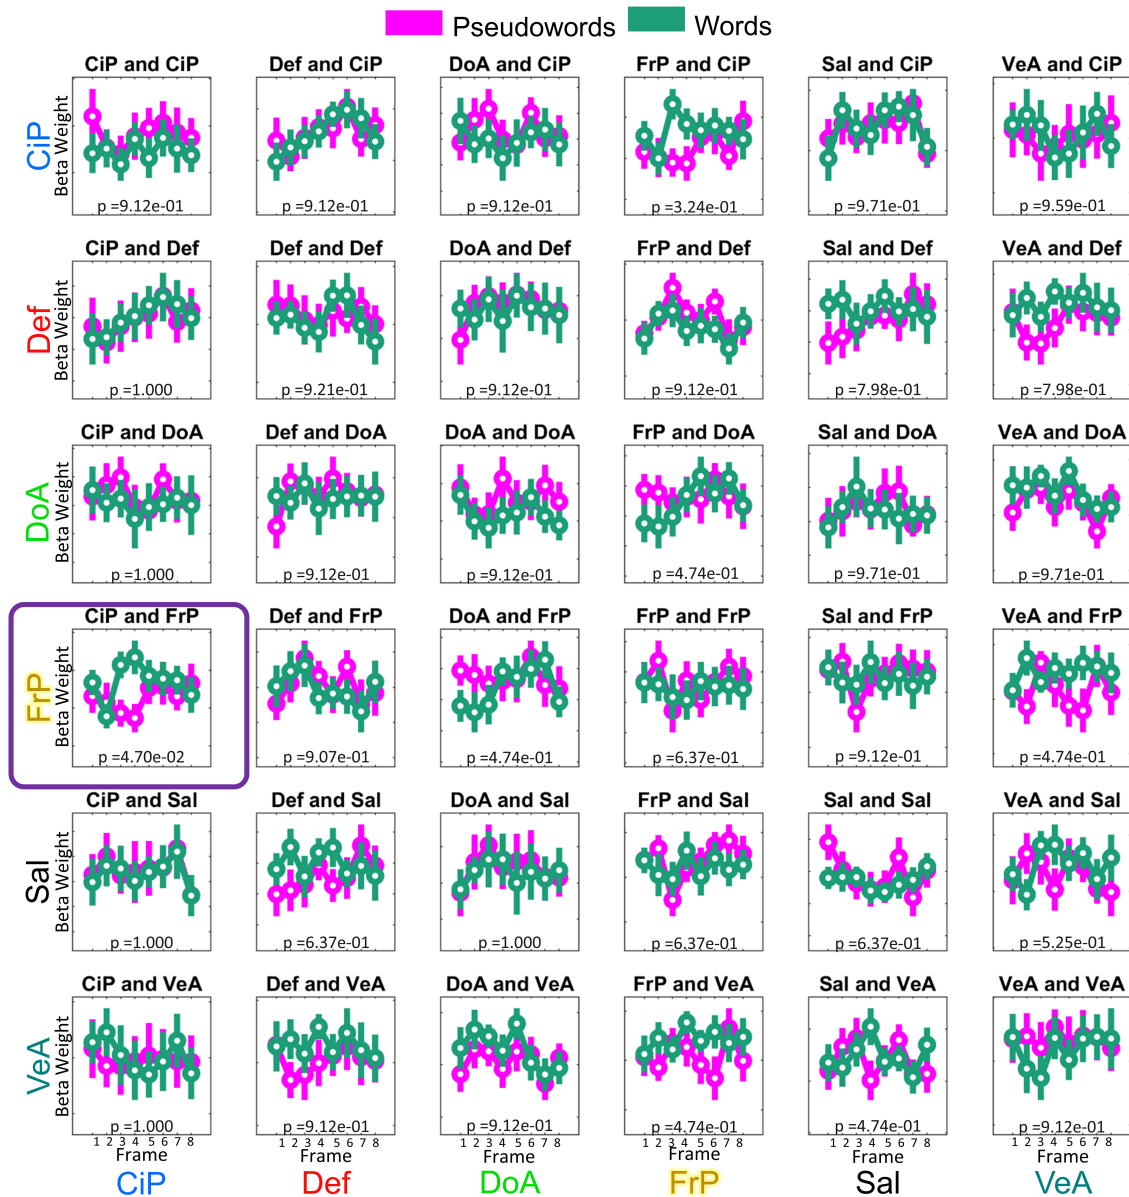 Pseudowords Words
CiP and CiP Def and CiP DoA and CiP FrP and CiP Sal and CiP VeA and CiP
CiP
Beta Weight
p =9.12e-01 p =9.12e-01 p =9.12e-01 p =3.24e-01 p =9.71e-01 p =9.59e-01
CiP and Def Def and Def DoA and Def FrP and Def Sal and Def VeA and Def
Def
Beta Weight
p =1.000 p =9.21e-01 p =9.12e-01 p =9.12e-01 p =7.98e-01 p =7.98e-01
CiP and DoA Def and DoA DoA and DoA FrP and DoA Sal and DoA VeA and DoA
DoA
Beta Weight
p =1.000 p =9.12e-01 p =9.12e-01 p =4.74e-01 p =9.71e-01 p =9.71e-01
CiP and FrP Def and FrP DoA and FrP FrP and FrP Sal and FrP VeA and FrP
FrP
Beta Weight
p =4.70e-02 p =9.07e-01 p =4.74e-01 p =6.37e-01 p =9.12e-01 p =4.74e-01
CiP and Sal Def and Sal DoA and Sal FrP and Sal Sal and Sal VeA and Sal
Sal
Beta Weight
p =1.000 p =6.37e-01 p =1.000 p =6.37e-01 p =6.37e-01 p =5.25e-01
CiP and VeA Def and VeA DoA and VeA FrP and VeA Sal and VeA VeA and VeA
VeA
Beta Weight
p =1.000 p =9.12e-01 p =9.12e-01 p =4.74e-01 p =4.74e-01 p =9.12e-01
1 2 3 4 5 6 7 8 1 2 3 4 5 6 7 8 1 2 3 4 5 6 7 8 1 2 3 4 5 6 7 8 1 2 3 4 5 6 7 8 1 2 3 4 5 6 7 8
Frame Frame Frame Frame Frame Frame
CiP Def DoA FrP Sal VeA